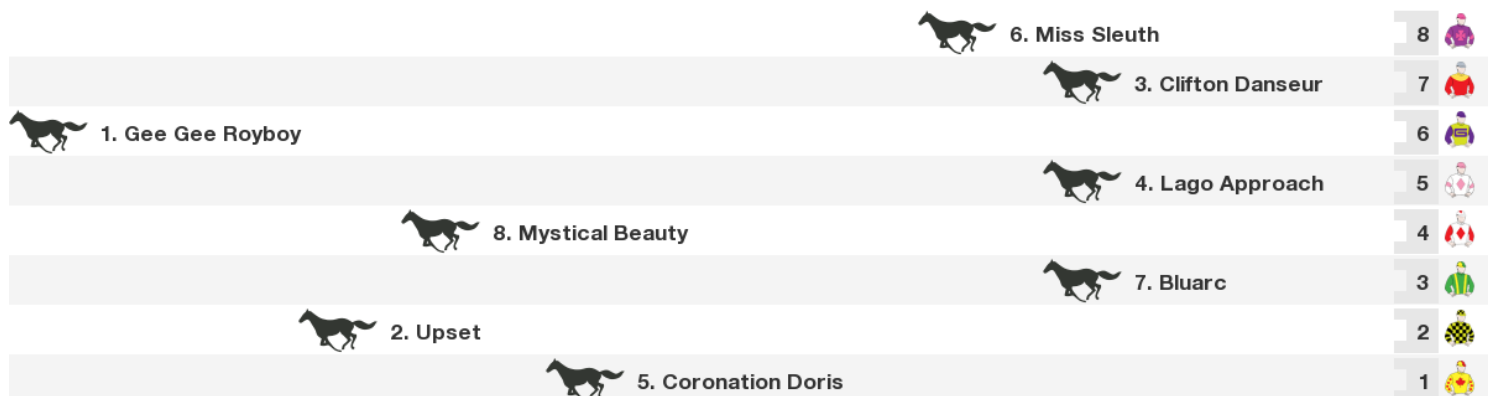 6. Miss Sleuth 8
3. Clifton Danseur 7
1. Gee Gee Royboy 6
4. Lago Approach 5
8. Mystical Beauty 4
7. Bluarc 3
2. Upset 2
5. Coronation Doris 1